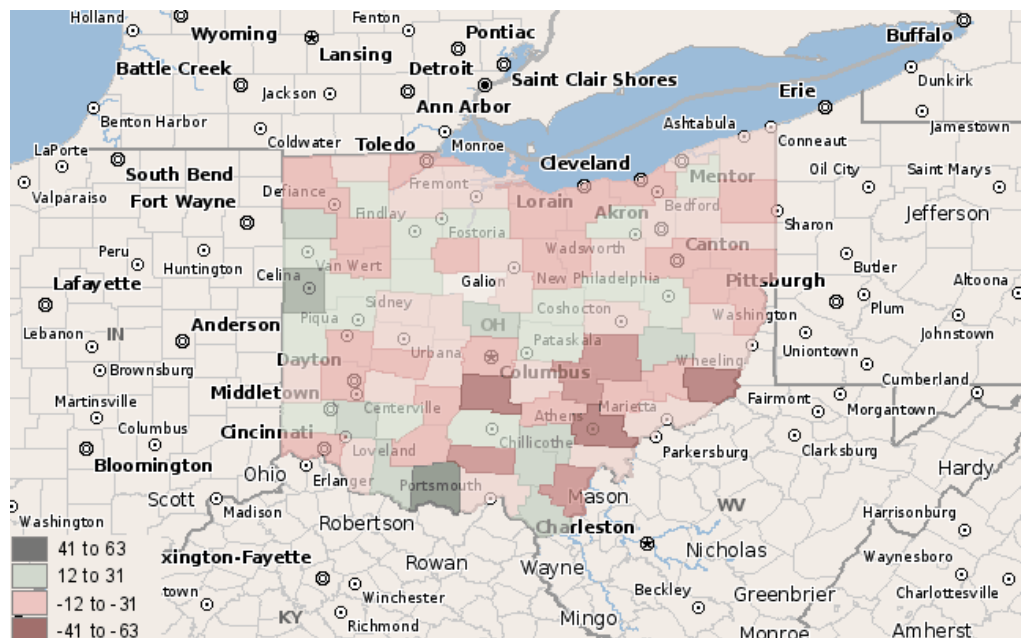 Holland
Wyoming
Fenton
Pontiac
Buffalo
Lansing
Battle Creek
Detroit
Saint Clair Shores
Dunkirk
Jackson
Erie
Benton Harbor
Ann Arbor
Jamestown
Coldwater
Toledo
Monroe
Ashtabula
Conneaut
LaPorte
Cleveland
Oil City
Saint Marys
South Bend
Mentor
Valparaiso
Fort Wayne
Defiance
Fremont
Lorain
Bedford
Findlay
Akron
Jefferson
Sharon
Fostoria
Peru
Wadsworth
Canton
Huntington
Van Wert
Butler
Celina
Galion
New Philadelphia
Pittsburgh
Altoona
Lafayette
Sidney
Coshocton
Plum
Piqua
Washington
Anderson
OH
Johnstown
Lebanon
IN
Pataskala
Uniontown
Dayton
Urbana
Wheeling
Brownsburg
Columbus
Cumberland
Middletown
Fairmont
Martinsville
Centerville
Athens
Marietta
Morgantown
Columbus
Cincinnati
Chillicothe
Parkersburg
Clarksburg
Bloomington
Loveland
Ohio
Hardy
Erlanger
Portsmouth
Scott
Mason
Madison
WV
Harrisonburg
Washington
Robertson
Charleston
41 to 63
Nicholas
xington-Fayette
Rowan
Wayne
Waynesboro
12 to 31
town
Winchester
Beckley
Greenbrier
Charlottesville
-12 to -31
KY
Richmond
Mingo
-41 to -63
Monroe
Amherst